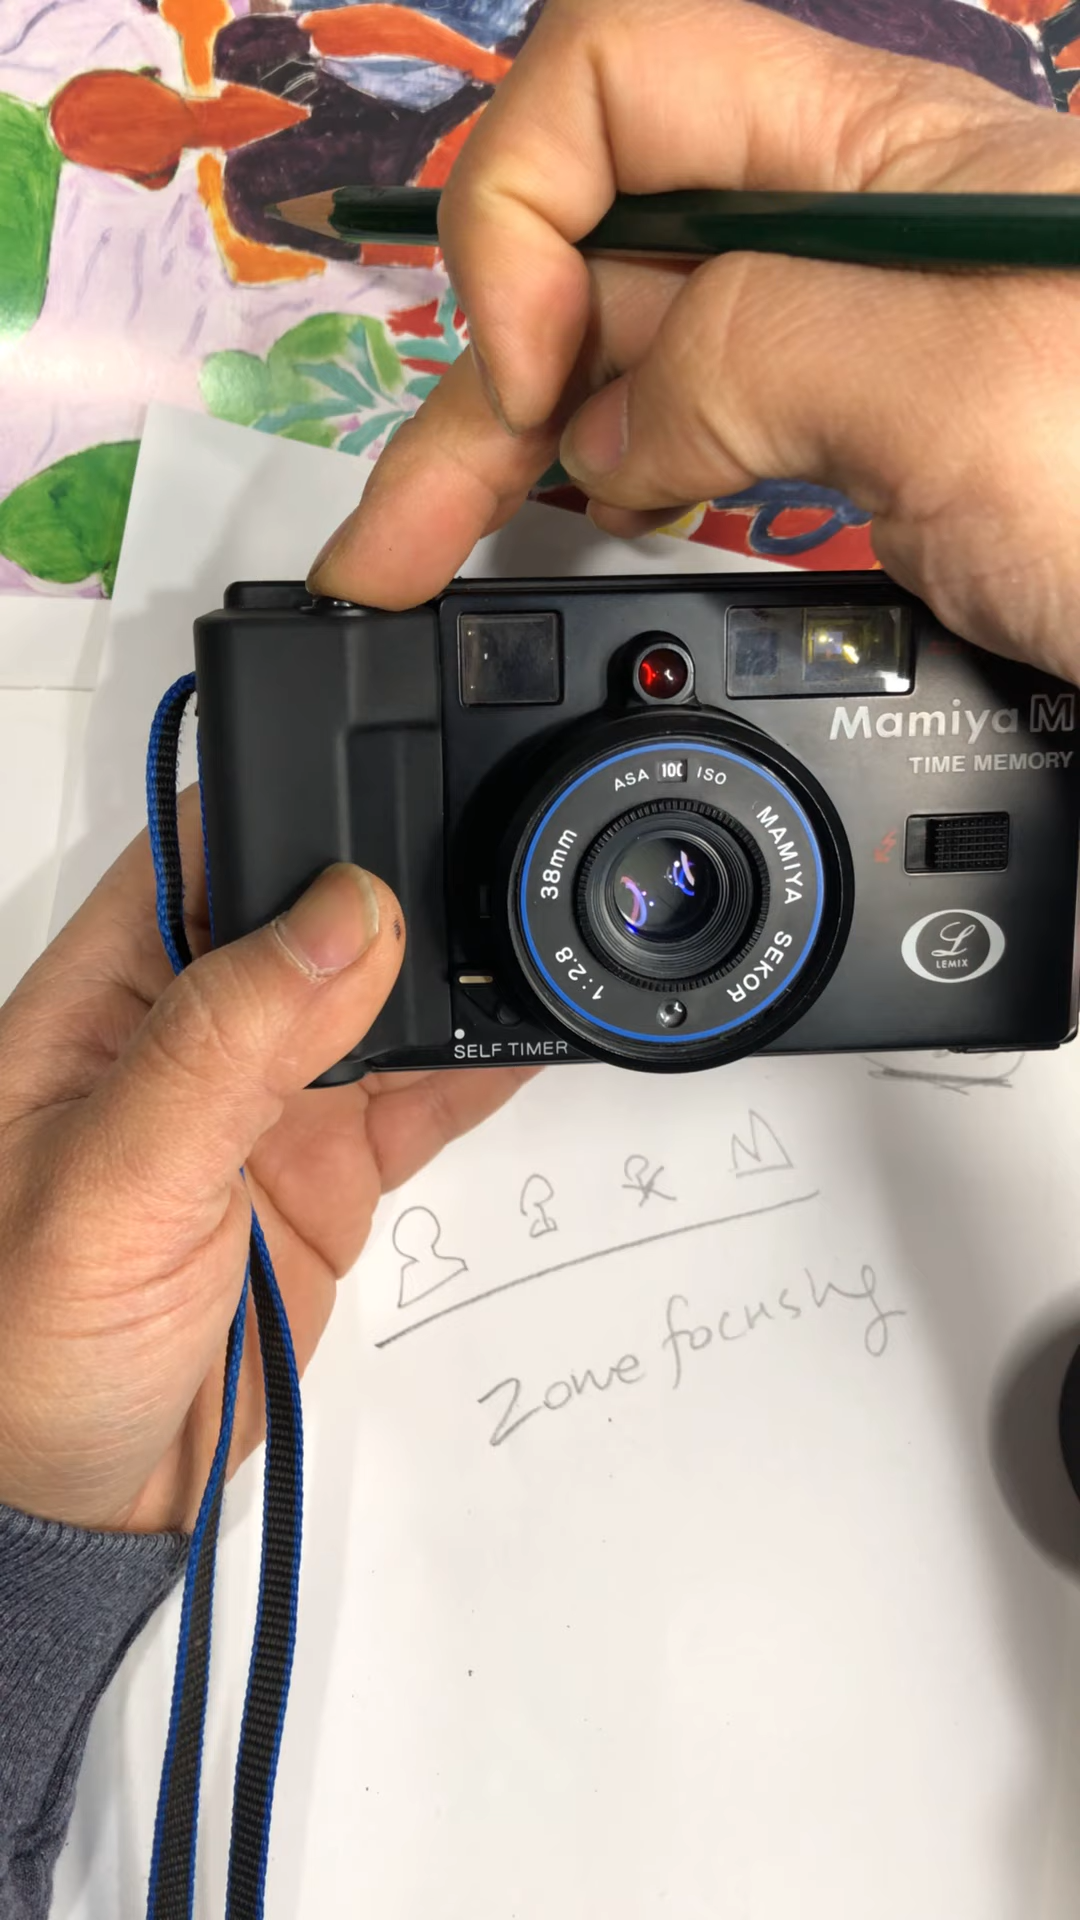 Mamiya M
TIME MEMORY
ASA 100 ISO
MAMIYA SEKOR
38mm
1:2.8
L
LEMIX
SELF TIMER
Zone focusing